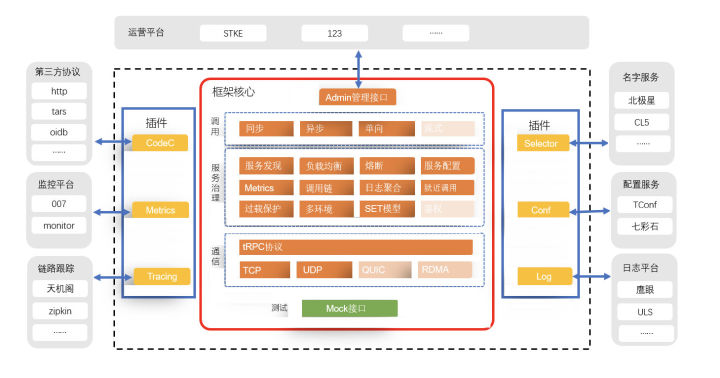 运营平台
STKE
123
......
第三方协议
http
tars
oidb
......
监控平台
007
monitor
链路跟踪
天机阁
zipkin
......
插件
CodeC
Metrics
Tracing
框架核心
Admin管理接口
调用
同步
异步
单向
流式
服务治理
服务发现
负载均衡
熔断
服务配置
Metrics
调用链
日志聚合
就近调用
过载保护
多环境
SET模型
鉴权
通信
tRPC协议
TCP
UDP
QUIC
RDMA
测试
Mock接口
插件
Selector
Conf
Log
名字服务
北极星
CL5
......
配置服务
TConf
七彩石
日志平台
鹰眼
ULS
......